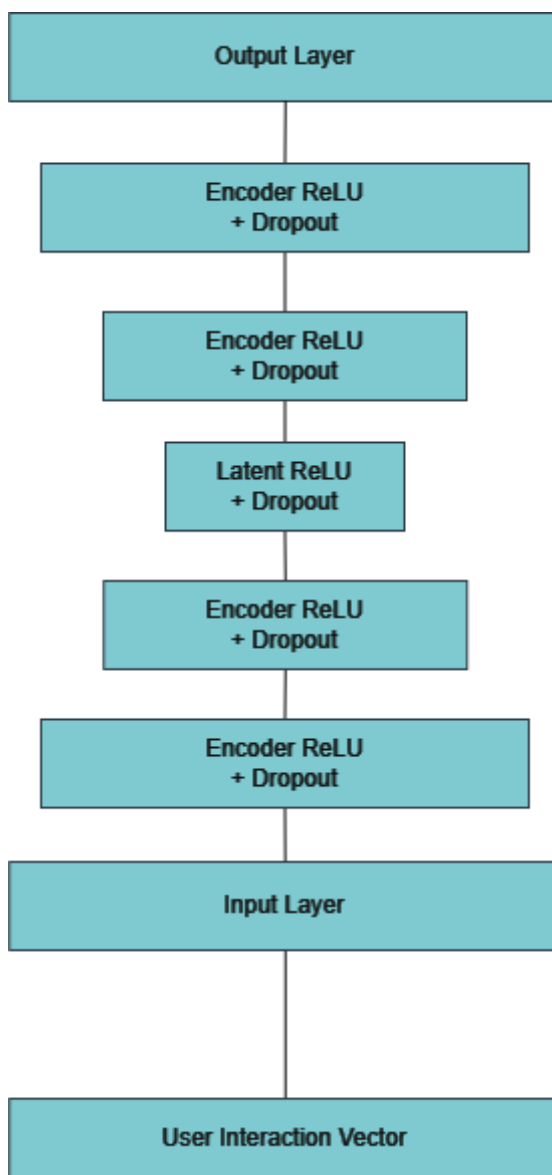 Output Layer
Encoder ReLU
+ Dropout
Encoder ReLU
+ Dropout
Latent ReLU
+ Dropout
Encoder ReLU
+ Dropout
Encoder ReLU
+ Dropout
Input Layer
User Interaction Vector